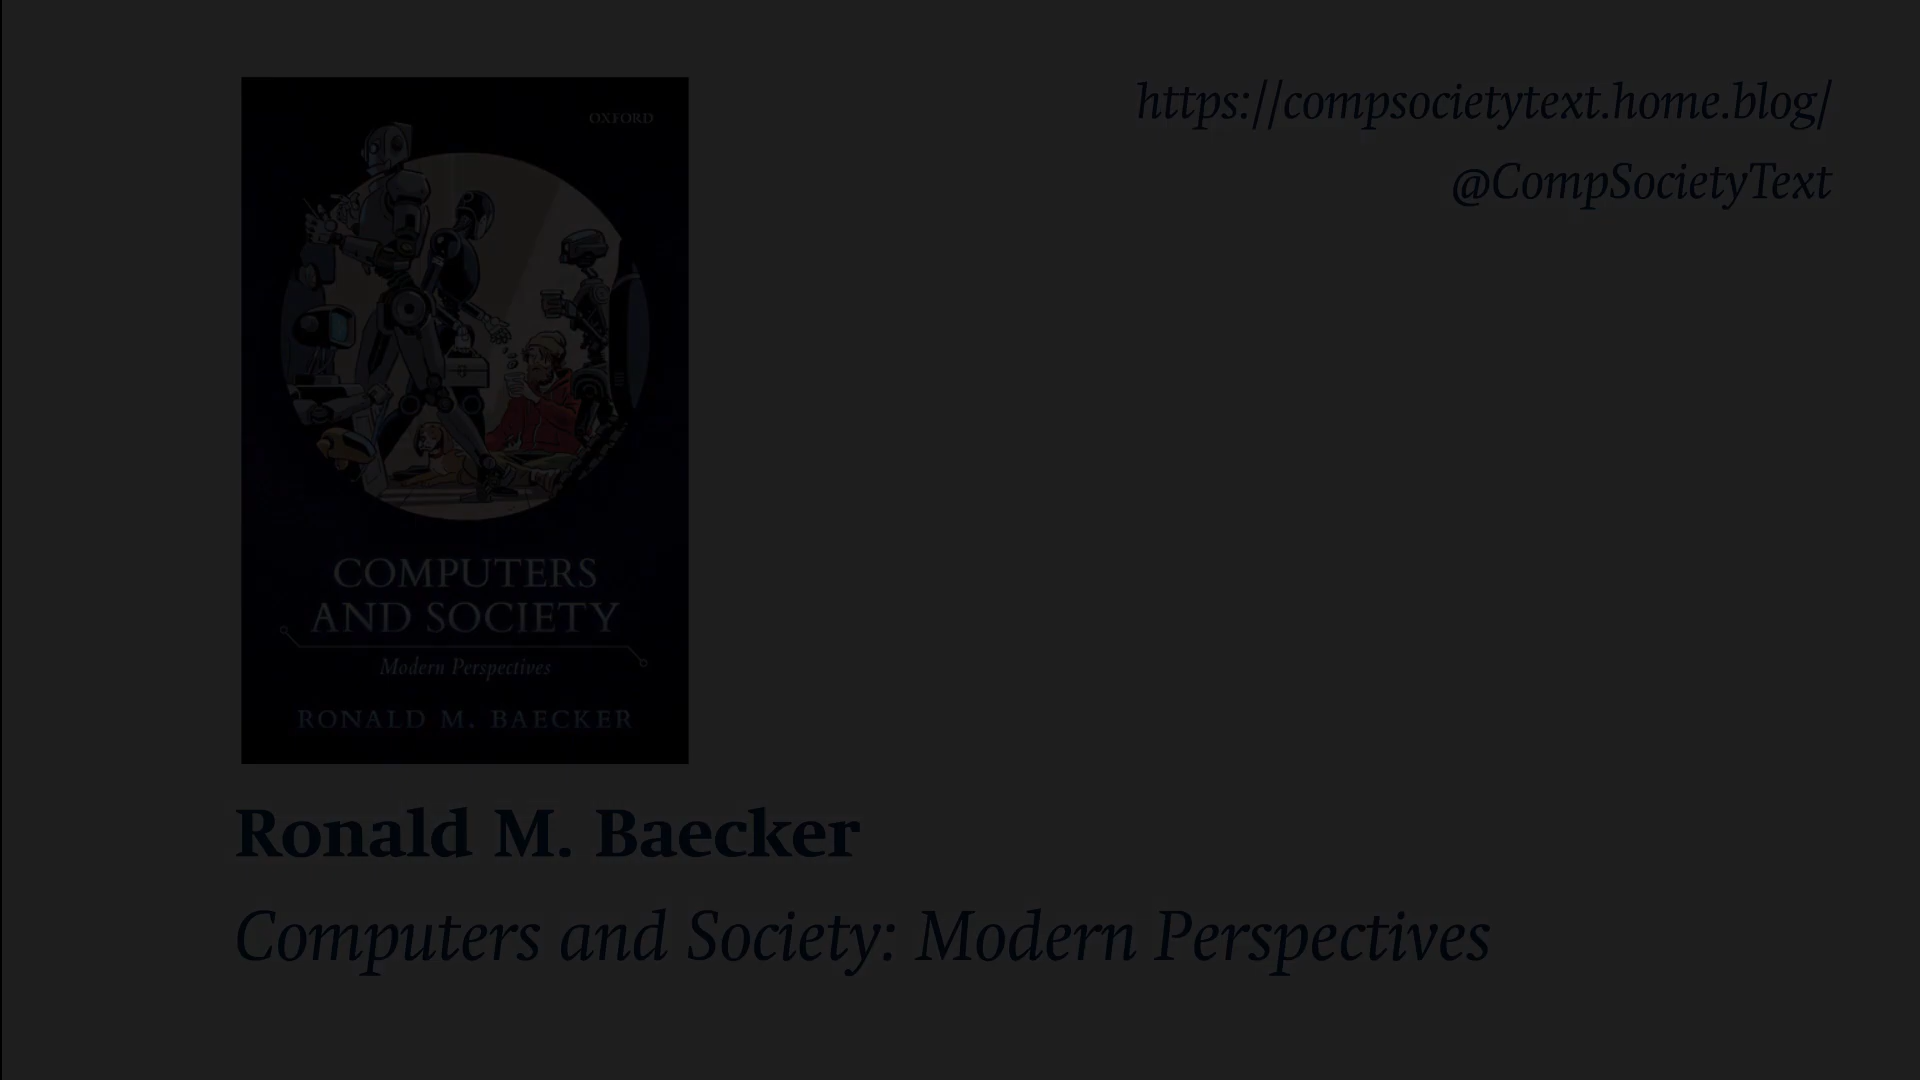 https://compsocietytext.home.blog/
@CompSocietyText
OXFORD
COMPUTERS
AND SOCIETY
Modern Perspectives
RONALD M. BAECKER
Ronald M. Baecker
Computers and Society: Modern Perspectives